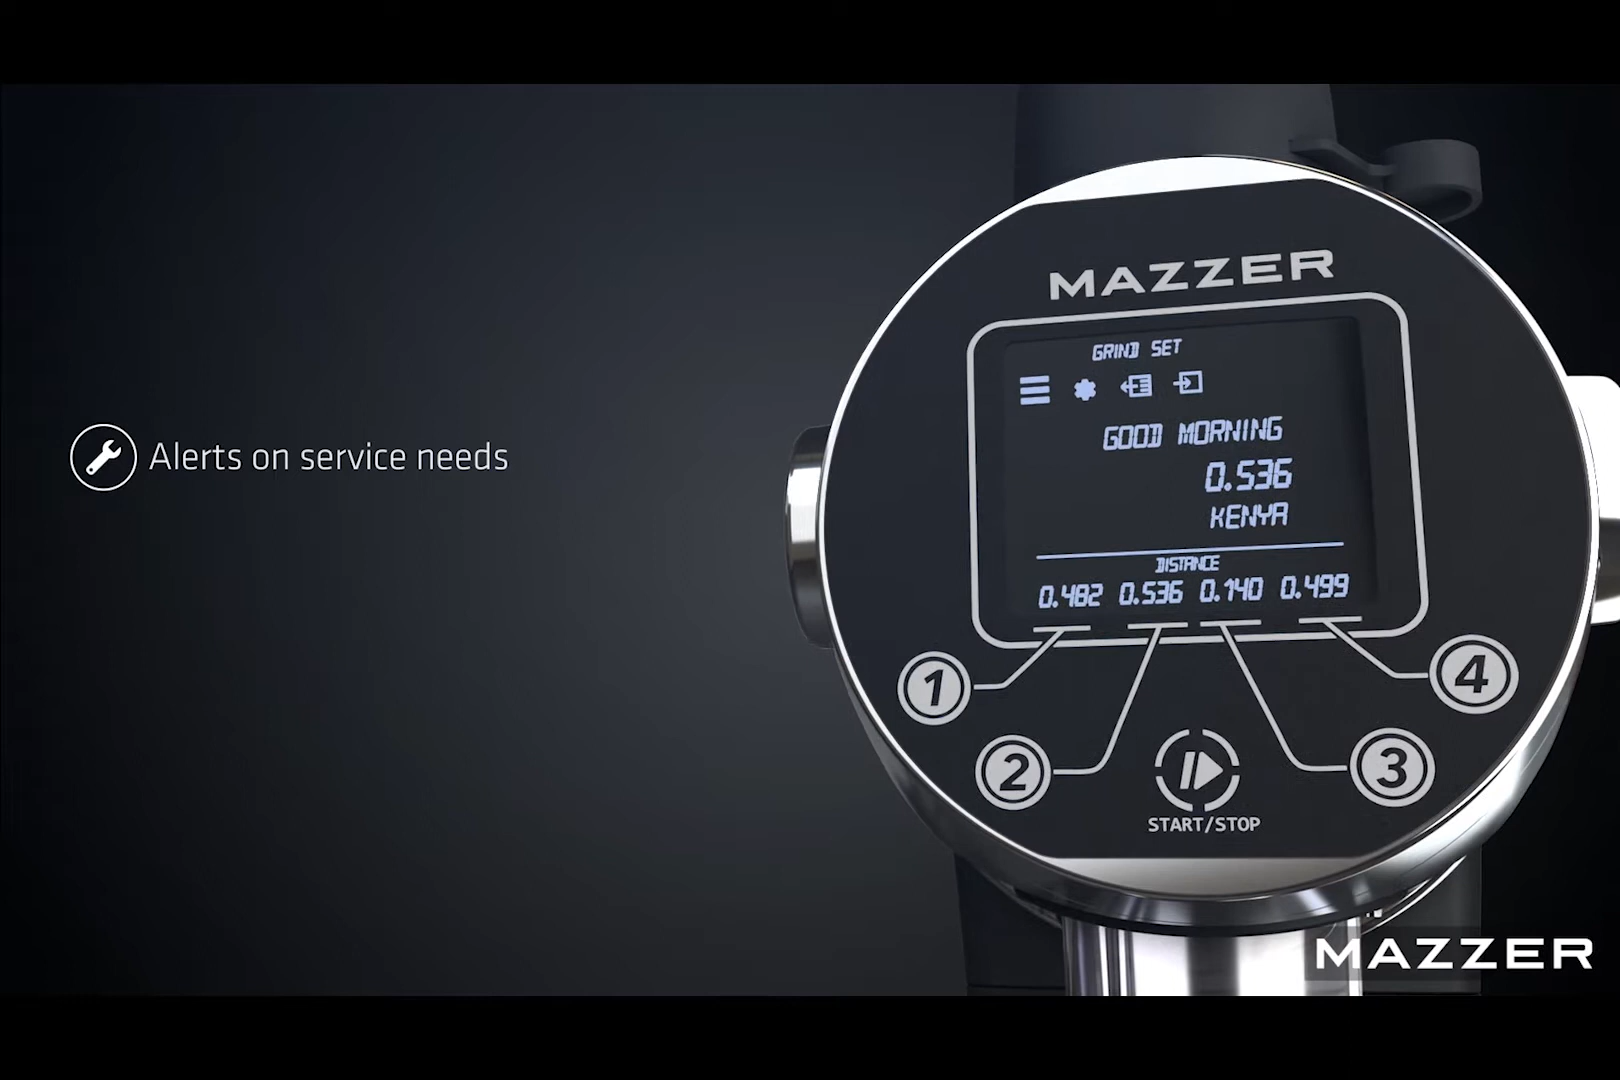 Alerts on service needs
MAZZER
GRIND SET
GOOD MORNING
0.536
KENYA
DISTANCE
0.482 0.536 0.140 0.499
1
4
2
3
START/STOP
MAZZER